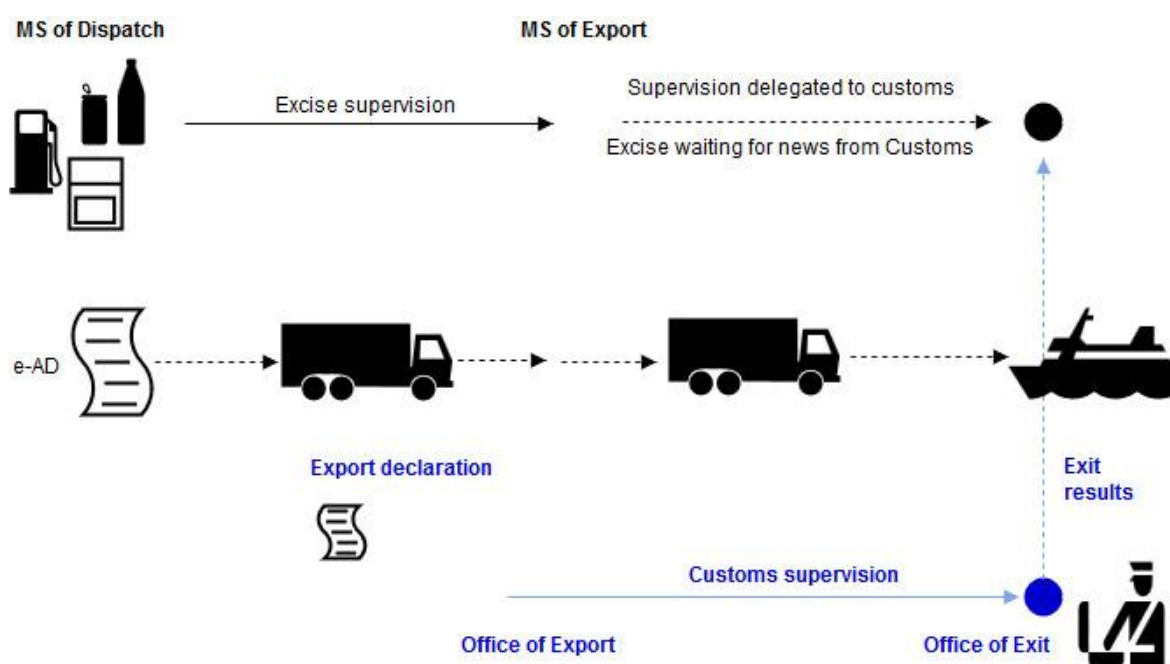 MS of Dispatch
MS of Export
Excise supervision
Supervision delegated to customs
Excise waiting for news from Customs
e-AD
Export declaration
Exit
results
Customs supervision
Office of Export
Office of Exit